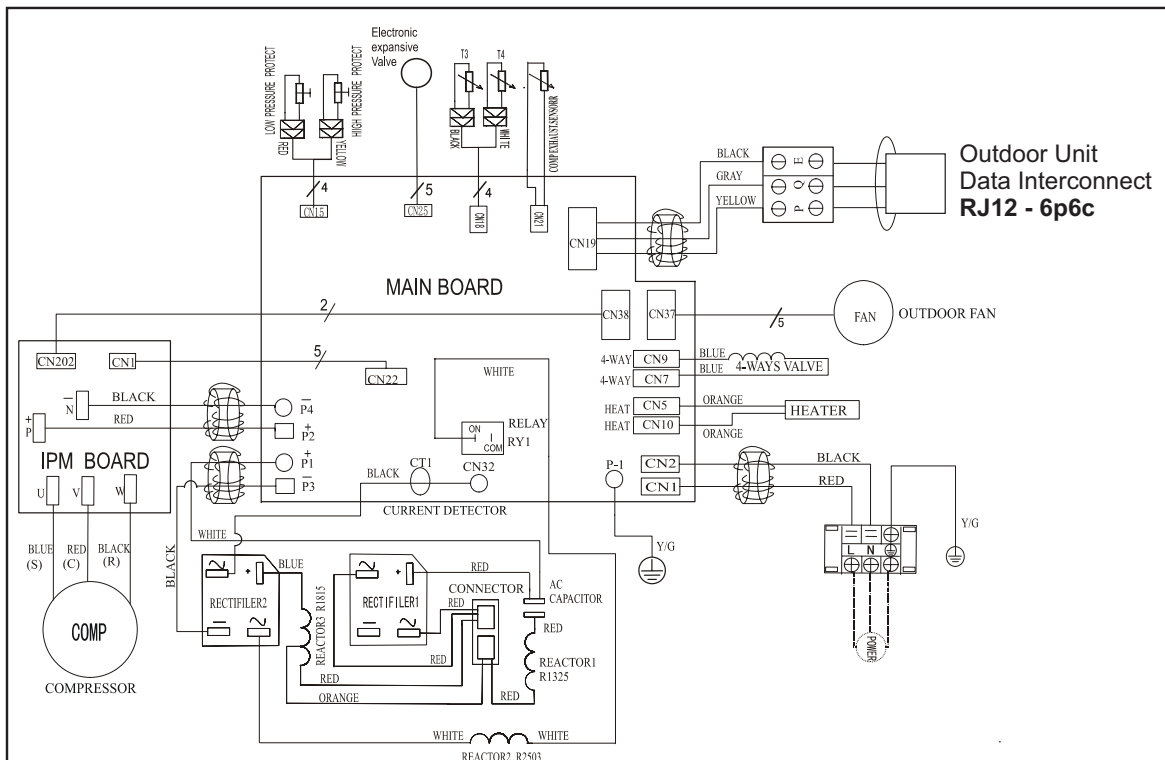 Electronic
expansive
Valve
LOW PRESSURE PROTECT
HIGH PRESSURE PROTECT
RED
YELLOW
T3
T4
BLACK
WHITE
COMP.EXHAUST.SENSORR
4
5
4
CN15
CN25
CN18
CN21
BLACK
GRAY
YELLOW
E
Q
P
Outdoor Unit
Data Interconnect
RJ12 - 6p6c
CN19
MAIN BOARD
2
CN38
CN37
5
FAN
OUTDOOR FAN
CN202
CN1
5
CN22
WHITE
4-WAY
CN9
BLUE
4-WAYS VALVE
4-WAY
CN7
BLUE
HEAT
CN5
ORANGE
HEATER
HEAT
CN10
ORANGE
− N
BLACK
− P4
+ P
RED
+ P2
IPM BOARD
+ P1
− P3
ON
COM
RELAY
RY1
BLACK
CT1
CN32
CURRENT DETECTOR
P-1
CN2
BLACK
CN1
RED
U
V
W
BLUE
(S)
RED
(C)
BLACK
(R)
BLACK
WHITE
Y/G
Y/G
L
N
POWER
COMP
COMPRESSOR
+
BLUE
RECTIFILER2
−
REACTOR3 R1815
+
RED
RECTIFILER1
−
CONNECTOR
RED
AC
CAPACITOR
RED
REACTOR1
R1325
RED
RED
ORANGE
RED
WHITE
WHITE
REACTOR2 R2503